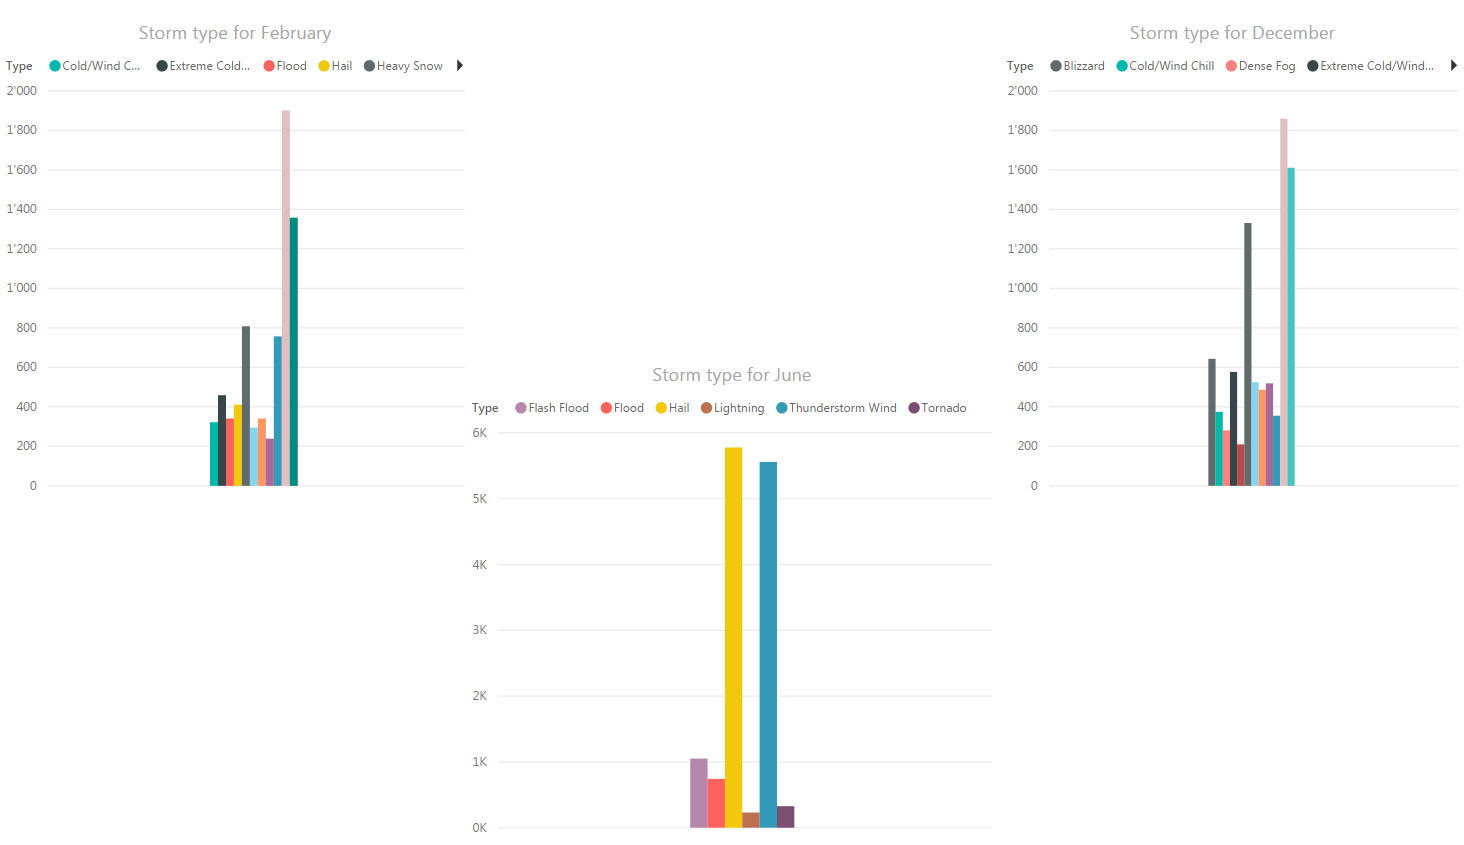 Storm type for February
Type Cold/Wind C... Extreme Cold... Flood Hail Heavy Snow
2'000
1'800
1'600
1'400
1'200
1'000
800
600
400
200
0
Storm type for June
Type Flash Flood Flood Hail Lightning Thunderstorm Wind Tornado
6K
5K
4K
3K
2K
1K
0K
Storm type for December
Type Blizzard Cold/Wind Chill Dense Fog Extreme Cold/Wind...
2'000
1'800
1'600
1'400
1'200
1'000
800
600
400
200
0